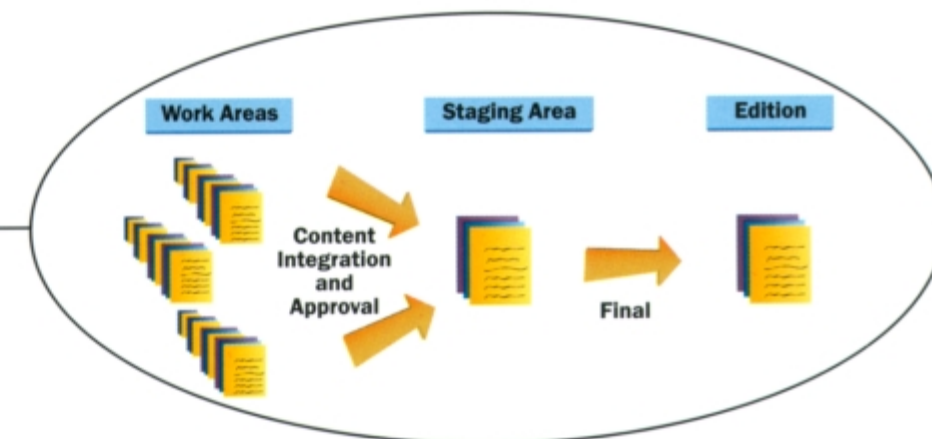 Work Areas
Staging Area
Edition
Content
Integration
and
Approval
Final